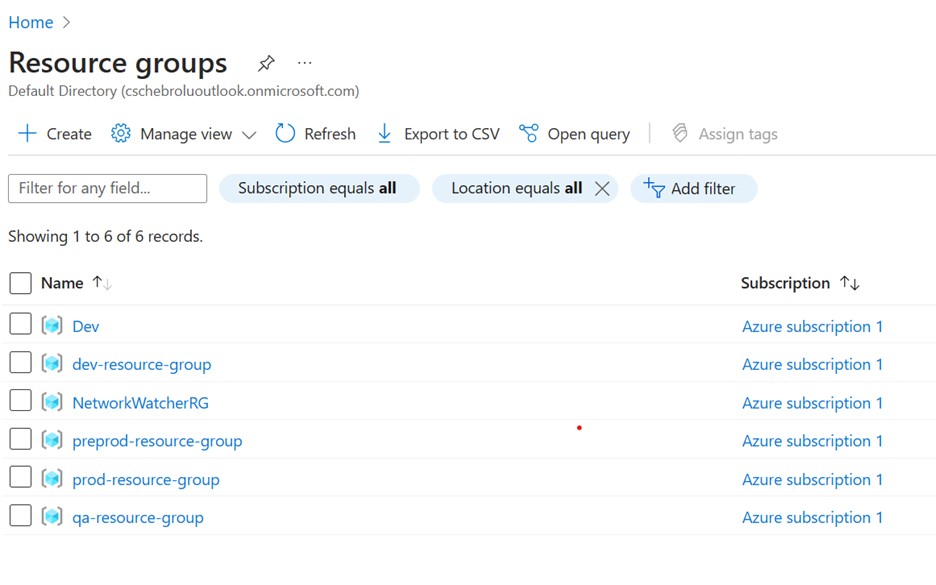 Home
Resource groups
Default Directory (cschebroluoutlook.onmicrosoft.com)
Create Manage view Refresh Export to CSV Open query Assign tags
Filter for any field... Subscription equals all Location equals all Add filter
Showing 1 to 6 of 6 records.
Name Subscription
Dev Azure subscription 1
dev-resource-group Azure subscription 1
NetworkWatcherRG Azure subscription 1
preprod-resource-group Azure subscription 1
prod-resource-group Azure subscription 1
qa-resource-group Azure subscription 1